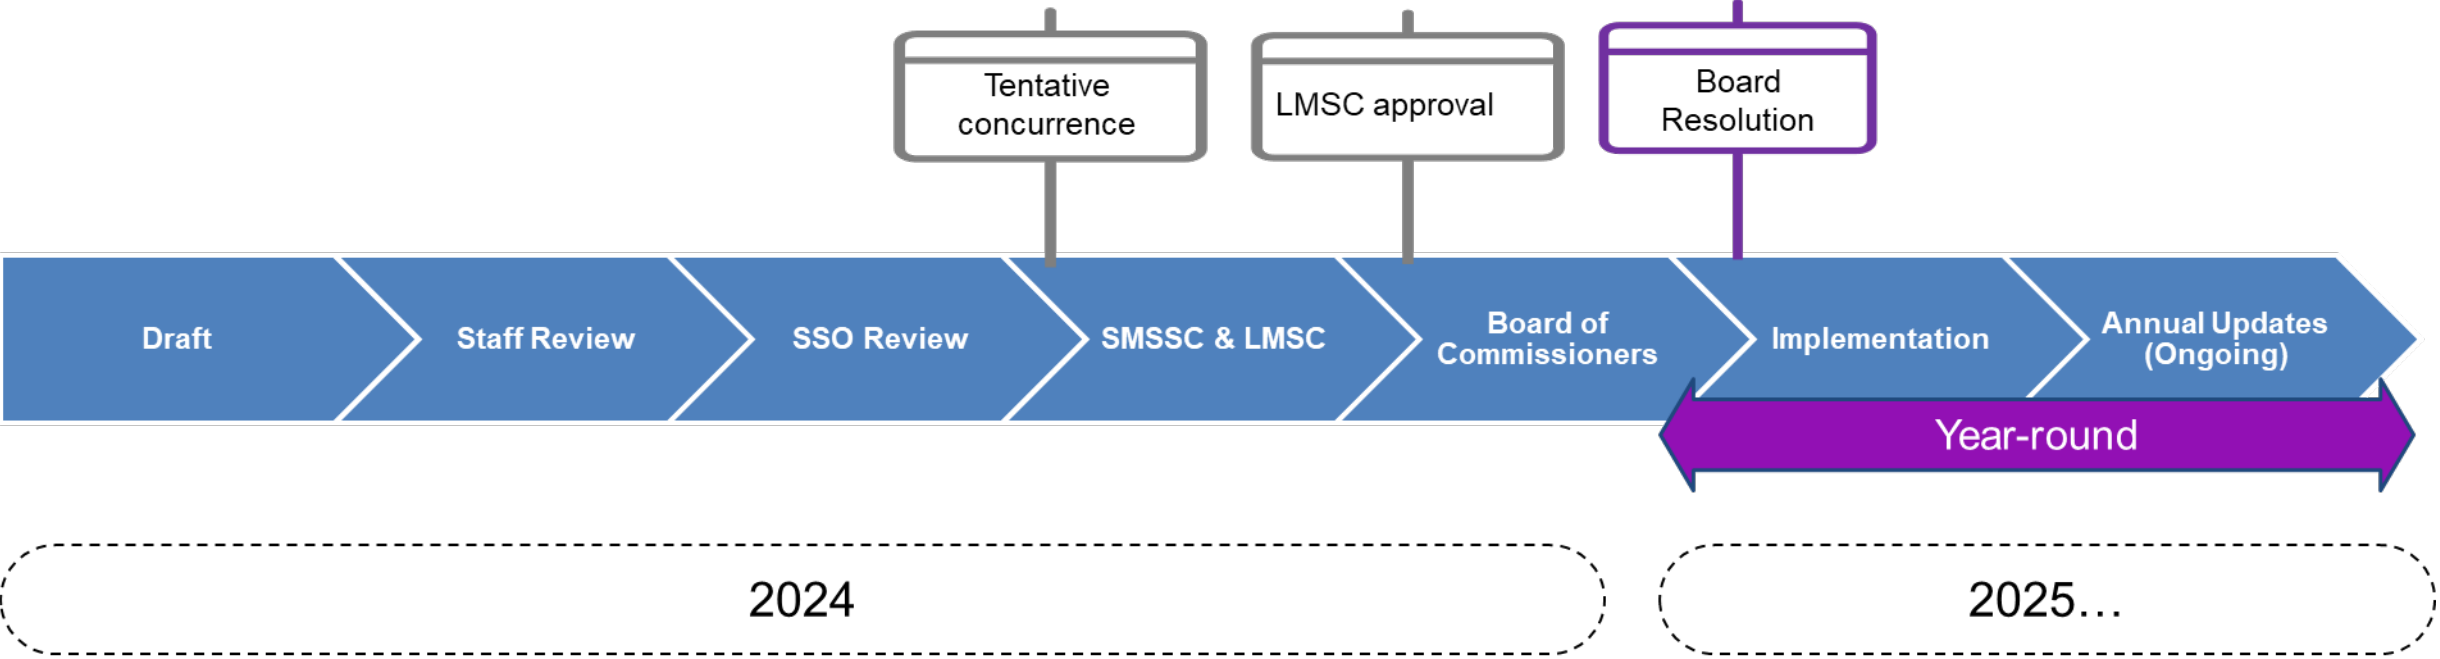 Tentative
concurrence
LMSC approval
Board
Resolution
Draft
Staff Review
SSO Review
SMSSC & LMSC
Board of
Commissioners
Implementation
Annual Updates
(Ongoing)
Year-round
2024
2025...